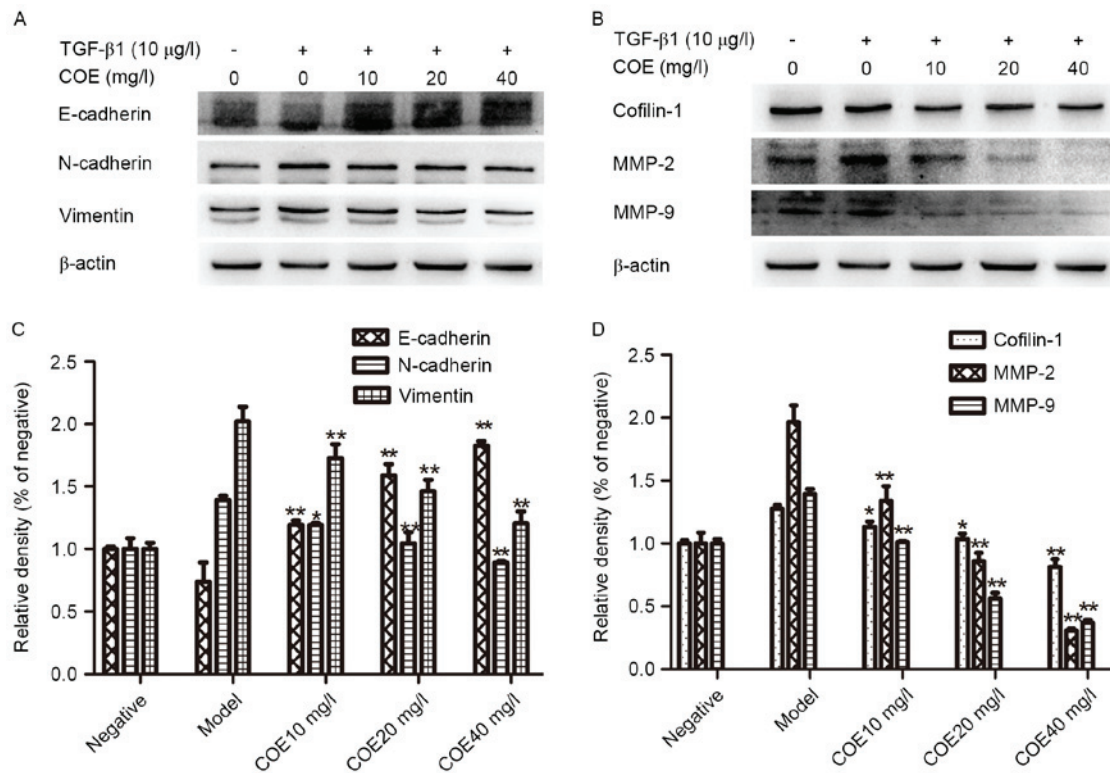 A
TGF-β1 (10 μg/l) - + + + +
COE (mg/l) 0 0 10 20 40
E-cadherin
N-cadherin
Vimentin
β-actin
B
TGF-β1 (10 μg/l) - + + + +
COE (mg/l) 0 0 10 20 40
Cofilin-1
MMP-2
MMP-9
β-actin
C
E-cadherin
N-cadherin
Vimentin
Relative density (% of negative)
2.5
2.0
1.5
1.0
0.5
0.0
** * **
** ** **
** ** **
Negative
Model
COE10 mg/l
COE20 mg/l
COE40 mg/l
D
Cofilin-1
MMP-2
MMP-9
Relative density (% of negative)
2.5
2.0
1.5
1.0
0.5
0.0
* ** **
* ** **
** ** **
Negative
Model
COE10 mg/l
COE20 mg/l
COE40 mg/l